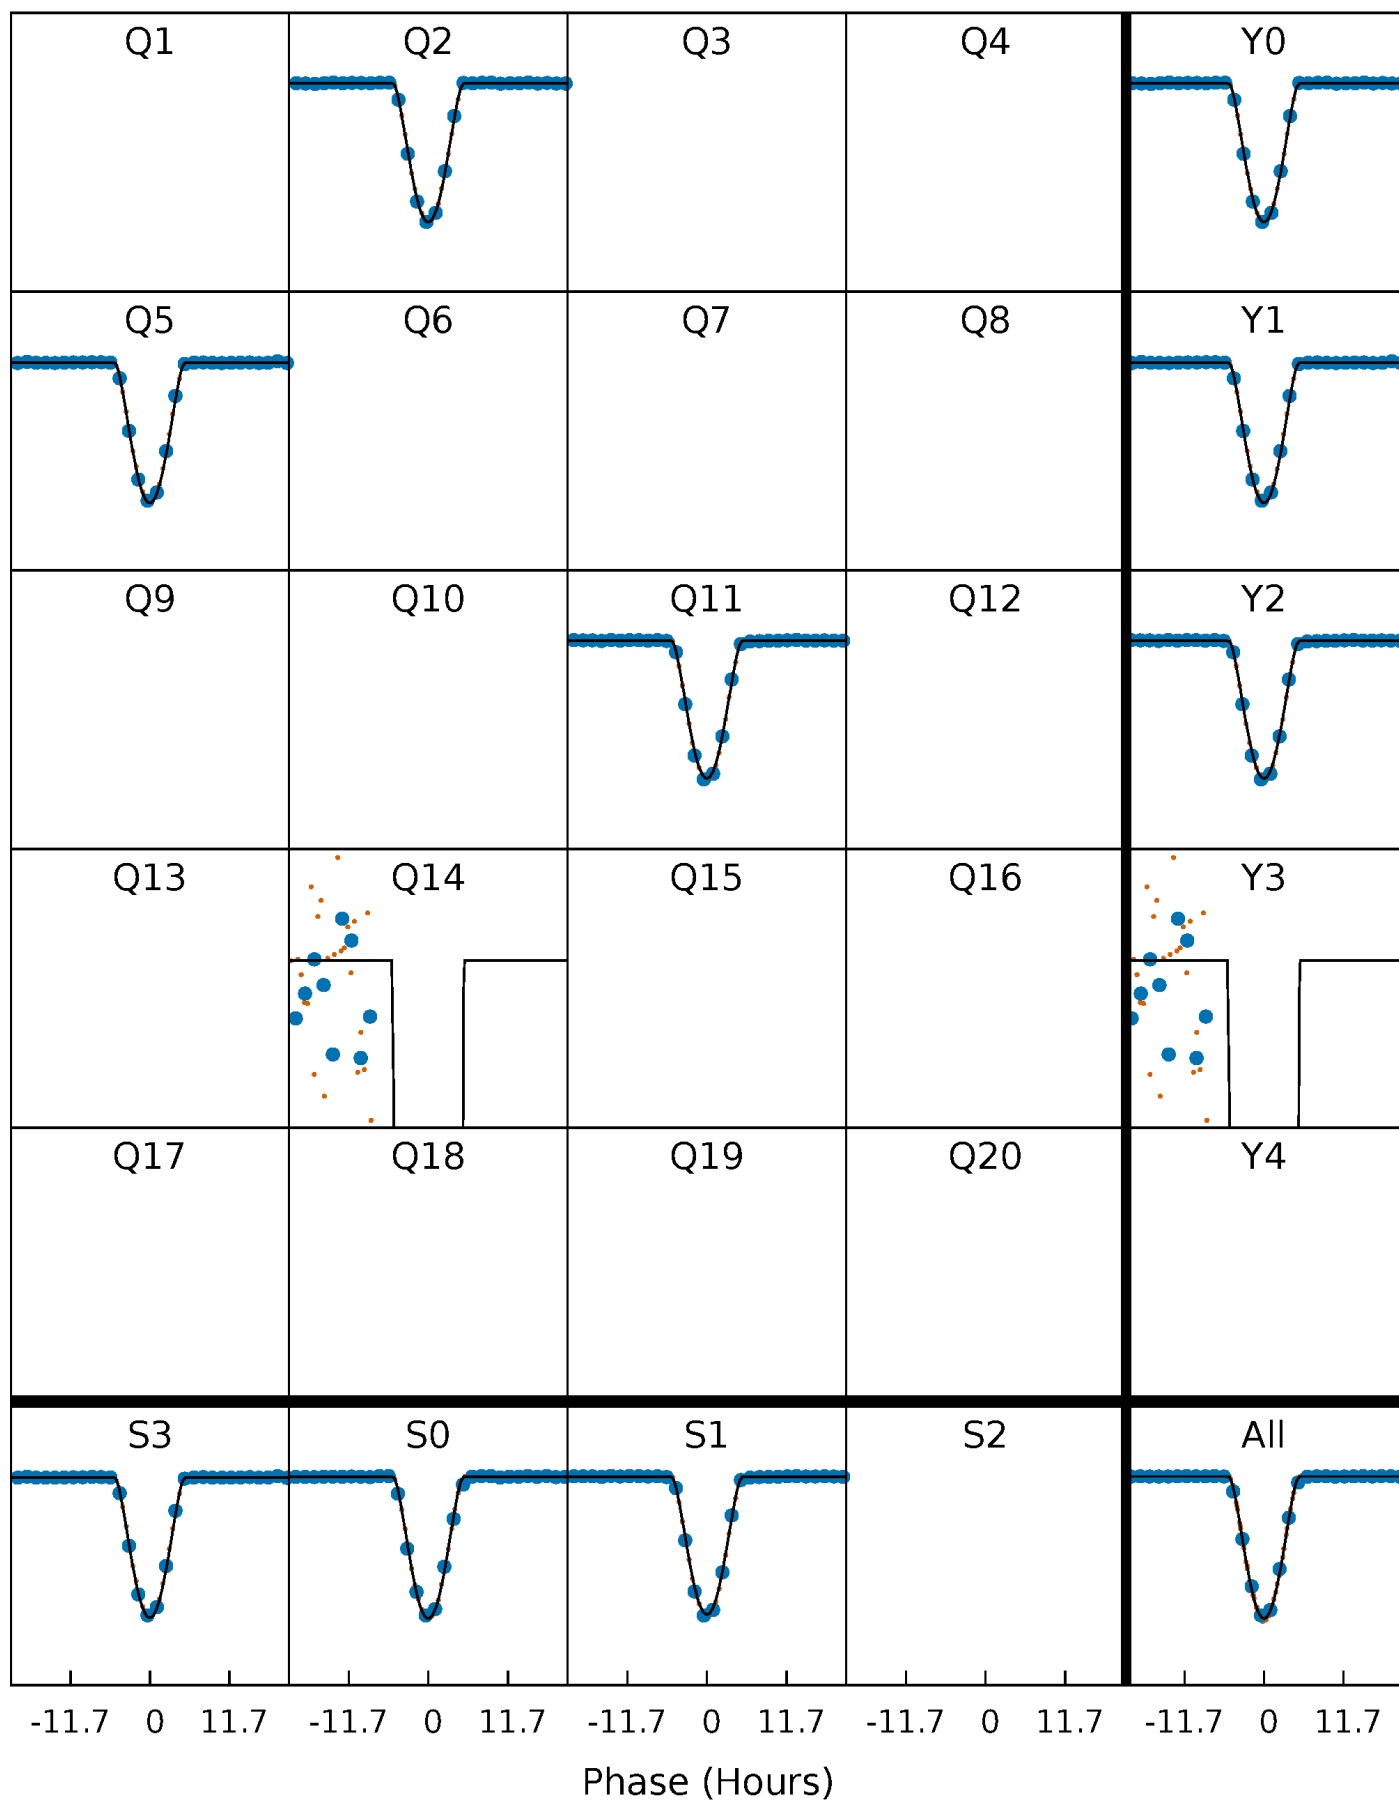 Q1 Q2 Q3 Q4 Y0
Q5 Q6 Q7 Q8 Y1
Q9 Q10 Q11 Q12 Y2
Q13 Q14 Q15 Q16 Y3
Q17 Q18 Q19 Q20 Y4
S3 S0 S1 S2 All
-11.7 0 11.7 -11.7 0 11.7 -11.7 0 11.7 -11.7 0 11.7 -11.7 0 11.7
Phase (Hours)